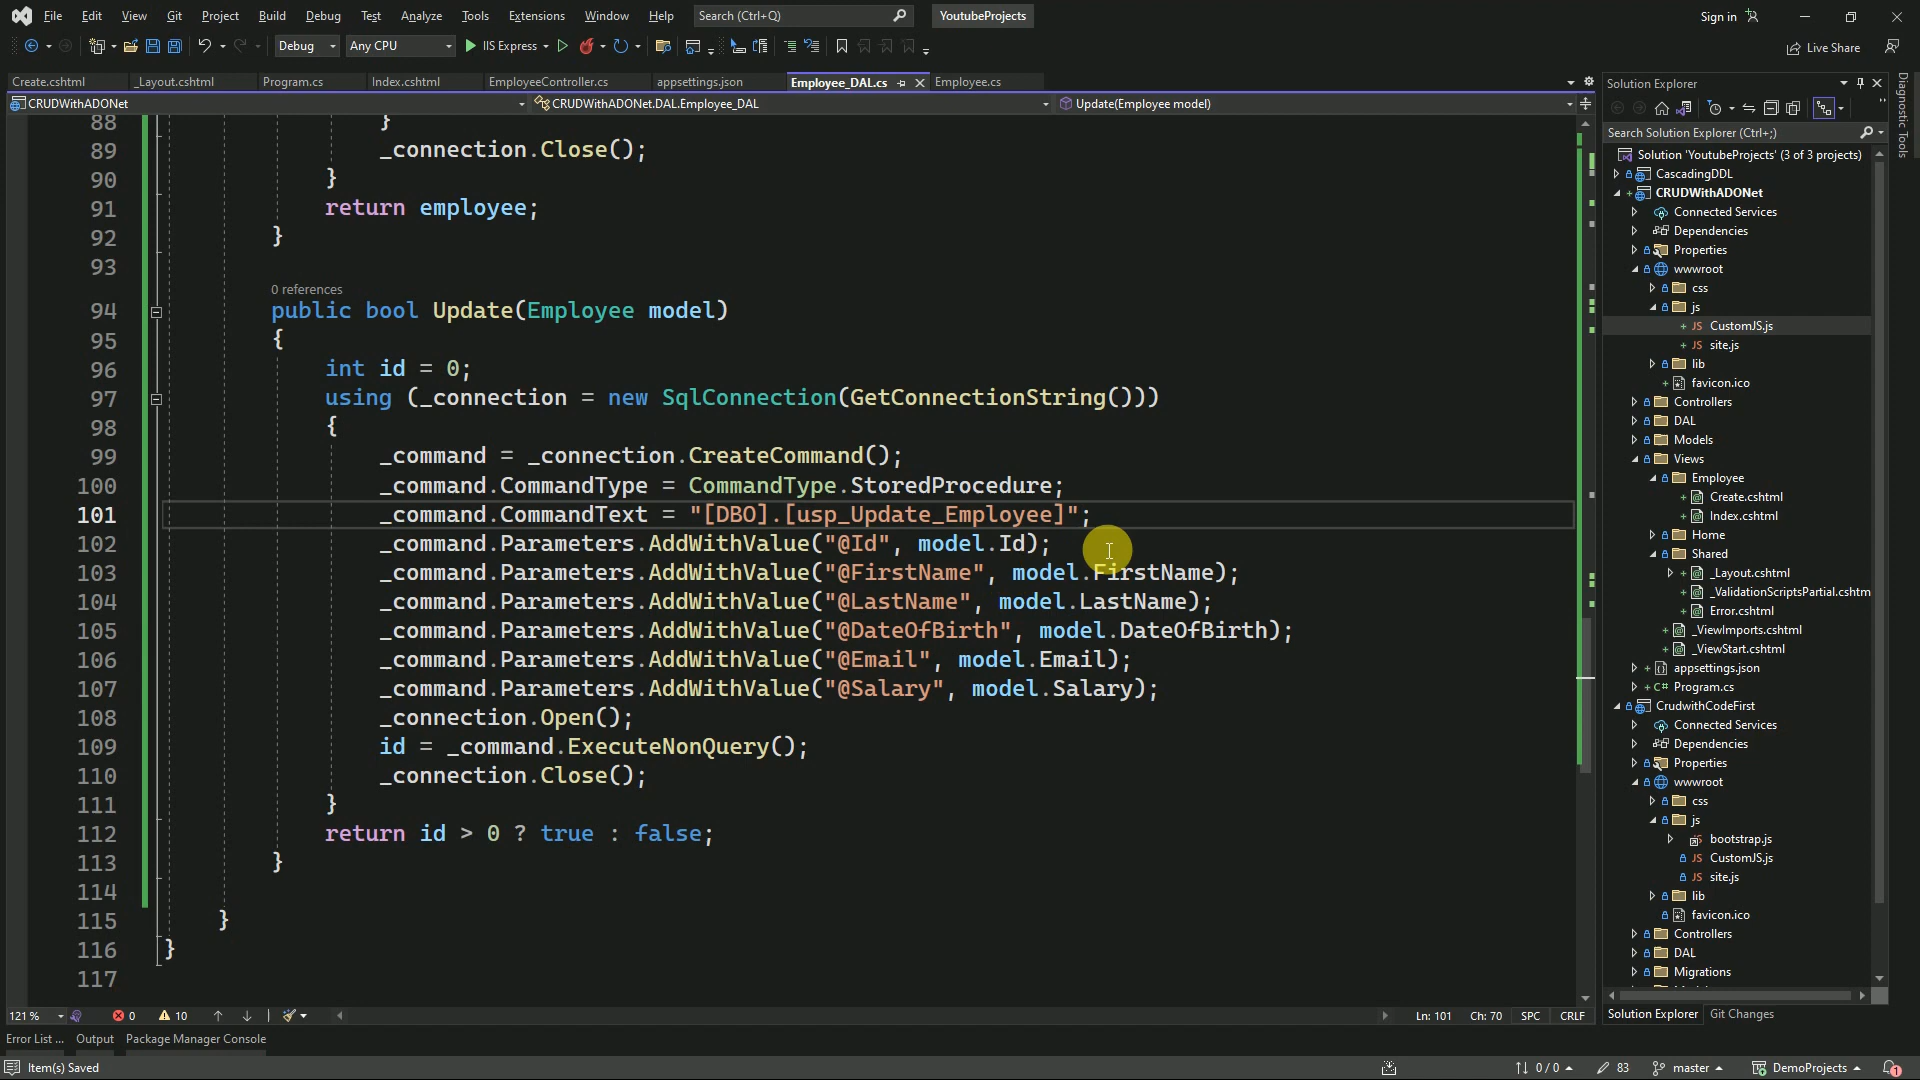 File Edit View Git Project Build Debug Test Analyze Tools Extensions Window Help Search (Ctrl+Q) YoutubeProjects Sign in
Debug Any CPU IIS Express Live Share
Create.cshtml _Layout.cshtml Program.cs Index.cshtml EmployeeController.cs appsettings.json Employee_DAL.cs Employee.cs
CRUDWithADONet CRUDWithADONet.DAL.Employee_DAL Update(Employee model)
88 }
89 _connection.Close();
90 }
91 return employee;
92 }
93
0 references
94 public bool Update(Employee model)
95 {
96 int id = 0;
97 using (_connection = new SqlConnection(GetConnectionString()))
98 {
99 _command = _connection.CreateCommand();
100 _command.CommandType = CommandType.StoredProcedure;
101 _command.CommandText = "[DBO].[usp_Update_Employee]";
102 _command.Parameters.AddWithValue("@Id", model.Id);
103 _command.Parameters.AddWithValue("@FirstName", model.FirstName);
104 _command.Parameters.AddWithValue("@LastName", model.LastName);
105 _command.Parameters.AddWithValue("@DateOfBirth", model.DateOfBirth);
106 _command.Parameters.AddWithValue("@Email", model.Email);
107 _command.Parameters.AddWithValue("@Salary", model.Salary);
108 _connection.Open();
109 id = _command.ExecuteNonQuery();
110 _connection.Close();
111 }
112 return id > 0 ? true : false;
113 }
114
115 }
116 }
117
121 % 0 10 Ln: 101 Ch: 70 SPC CRLF
Error List ... Output Package Manager Console
Item(s) Saved 0 / 0 83 master DemoProjects 1
Solution Explorer
Search Solution Explorer (Ctrl+;)
Solution 'YoutubeProjects' (3 of 3 projects)
CascadingDDL
CRUDWithADONet
Connected Services
Dependencies
Properties
wwwroot
css
js
JS CustomJS.js
JS site.js
lib
favicon.ico
Controllers
DAL
Models
Views
Employee
Create.cshtml
Index.cshtml
Home
Shared
_Layout.cshtml
_ValidationScriptsPartial.cshtm
Error.cshtml
_ViewImports.cshtml
_ViewStart.cshtml
appsettings.json
C# Program.cs
CrudwithCodeFirst
Connected Services
Dependencies
Properties
wwwroot
css
js
bootstrap.js
JS CustomJS.js
JS site.js
lib
favicon.ico
Controllers
DAL
Migrations
Solution Explorer Git Changes
Diagnostic Tools